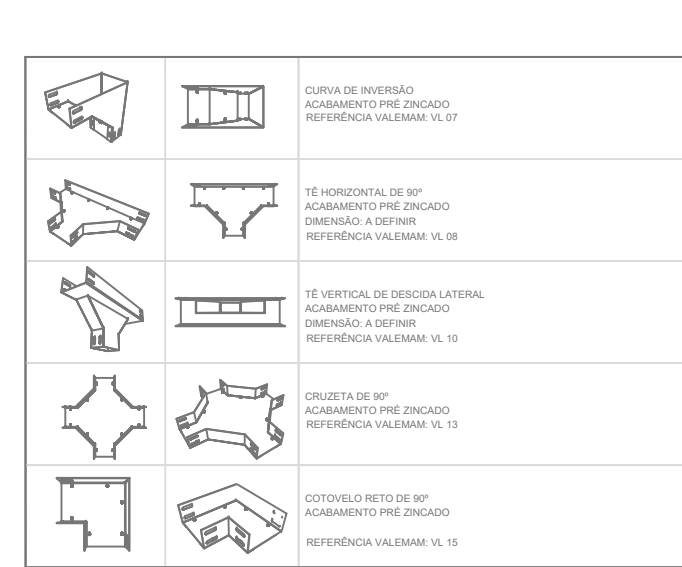 CURVA DE INVERSÃO
ACABAMENTO PRÉ ZINCADO
REFERÊNCIA VALEMAM: VL 07
TÊ HORIZONTAL DE 90º
ACABAMENTO PRÉ ZINCADO
DIMENSÃO: A DEFINIR
REFERÊNCIA VALEMAM: VL 08
TÊ VERTICAL DE DESCIDA LATERAL
ACABAMENTO PRÉ ZINCADO
DIMENSÃO: A DEFINIR
REFERÊNCIA VALEMAM: VL 10
CRUZETA DE 90º
ACABAMENTO PRÉ ZINCADO
REFERÊNCIA VALEMAM: VL 13
COTOVELO RETO DE 90º
ACABAMENTO PRÉ ZINCADO
REFERÊNCIA VALEMAM: VL 15